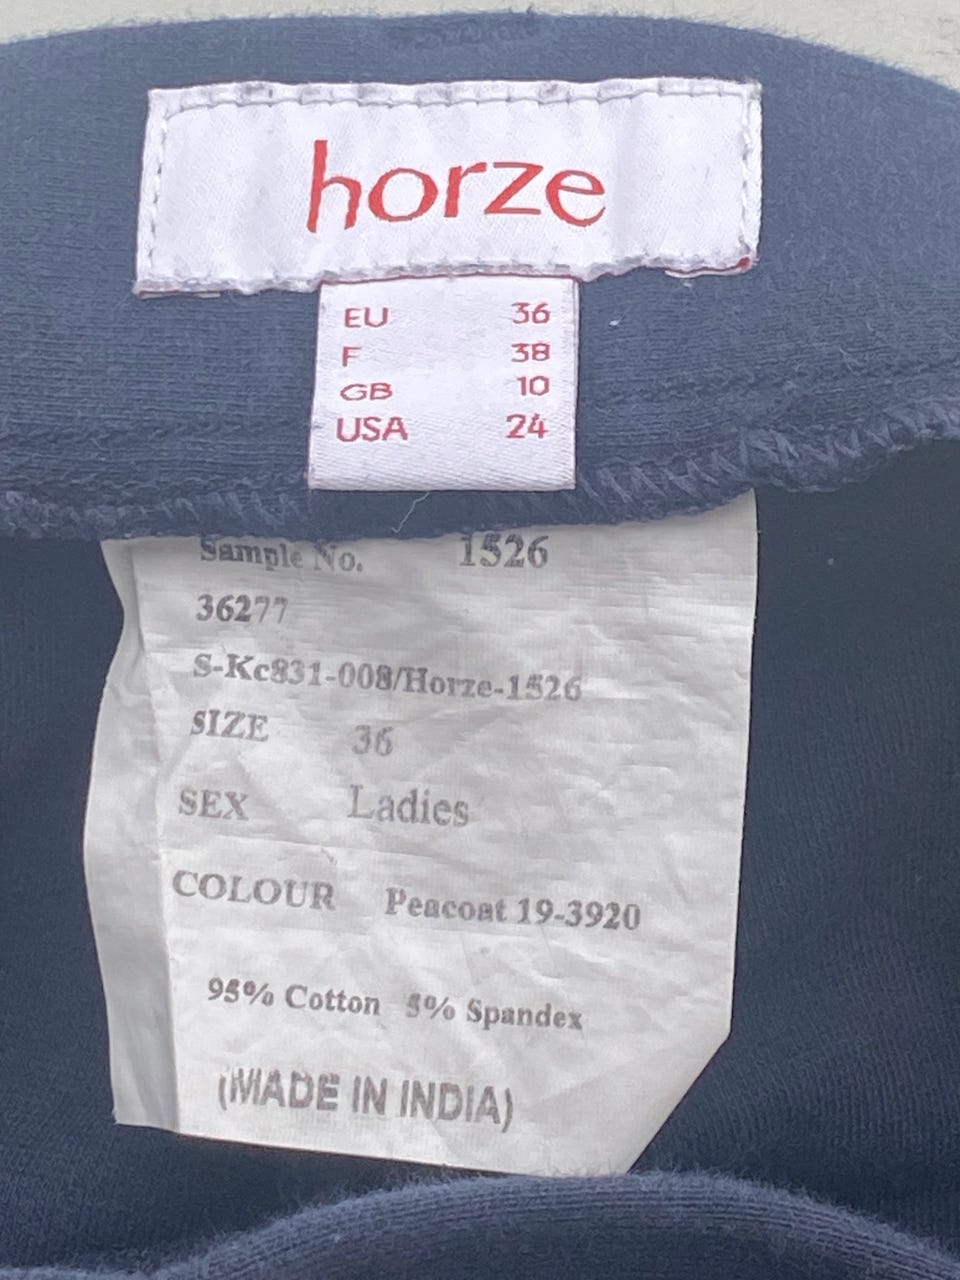 horze
EU 36
F 38
GB 10
USA 24
Sample No. 1526
36277
S-Kc831-008/Horze-1526
SIZE 36
SEX Ladies
COLOUR Peacoat 19-3920
95% Cotton 5% Spandex
(MADE IN INDIA)